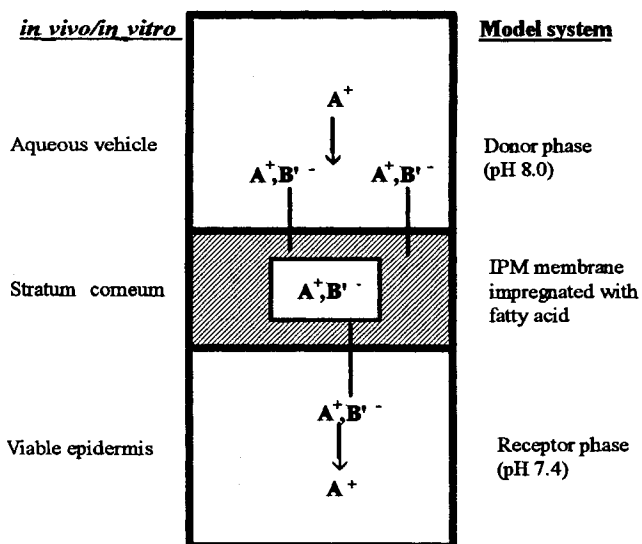 in vivo/in vitro
Model system
A⁺
Aqueous vehicle
Donor phase
(pH 8.0)
A⁺,B'⁻ A⁺,B'⁻
Stratum corneum
A⁺,B'⁻
IPM membrane
impregnated with
fatty acid
Viable epidermis
A⁺,B'⁻
A⁺
Receptor phase
(pH 7.4)